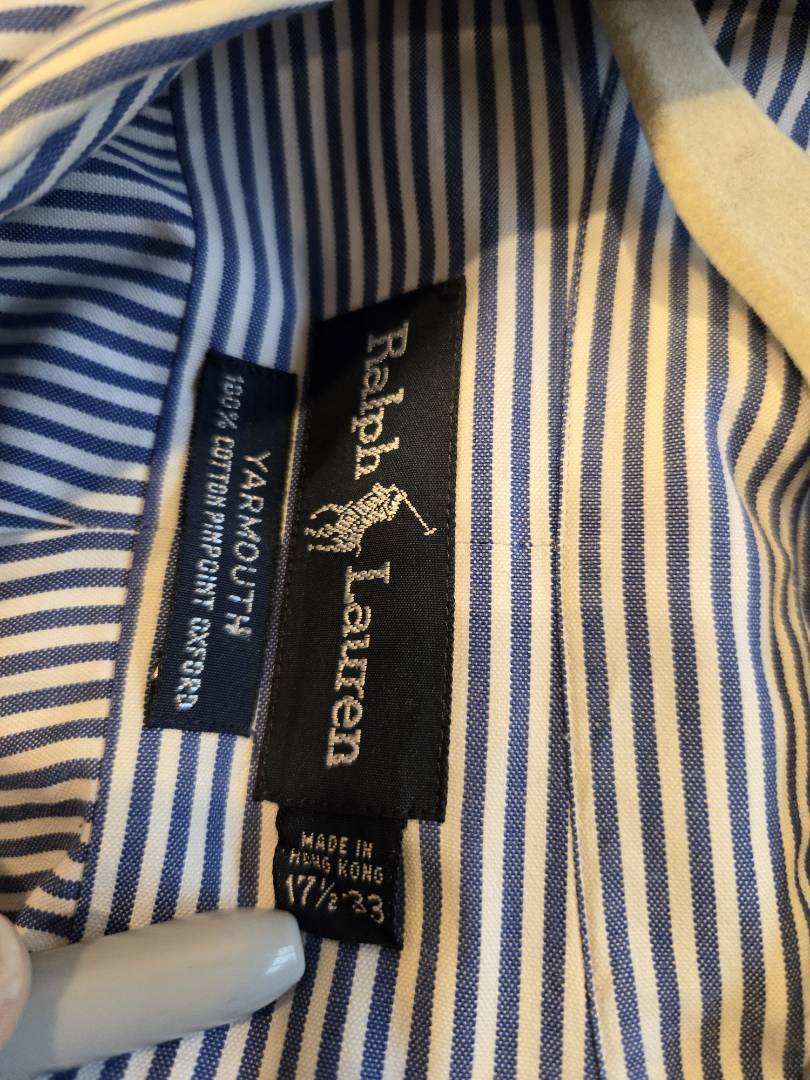 Ralph Lauren
YARMOUTH
100% COTTON PINPOINT OXFORD
MADE IN
HONG KONG
17½-33